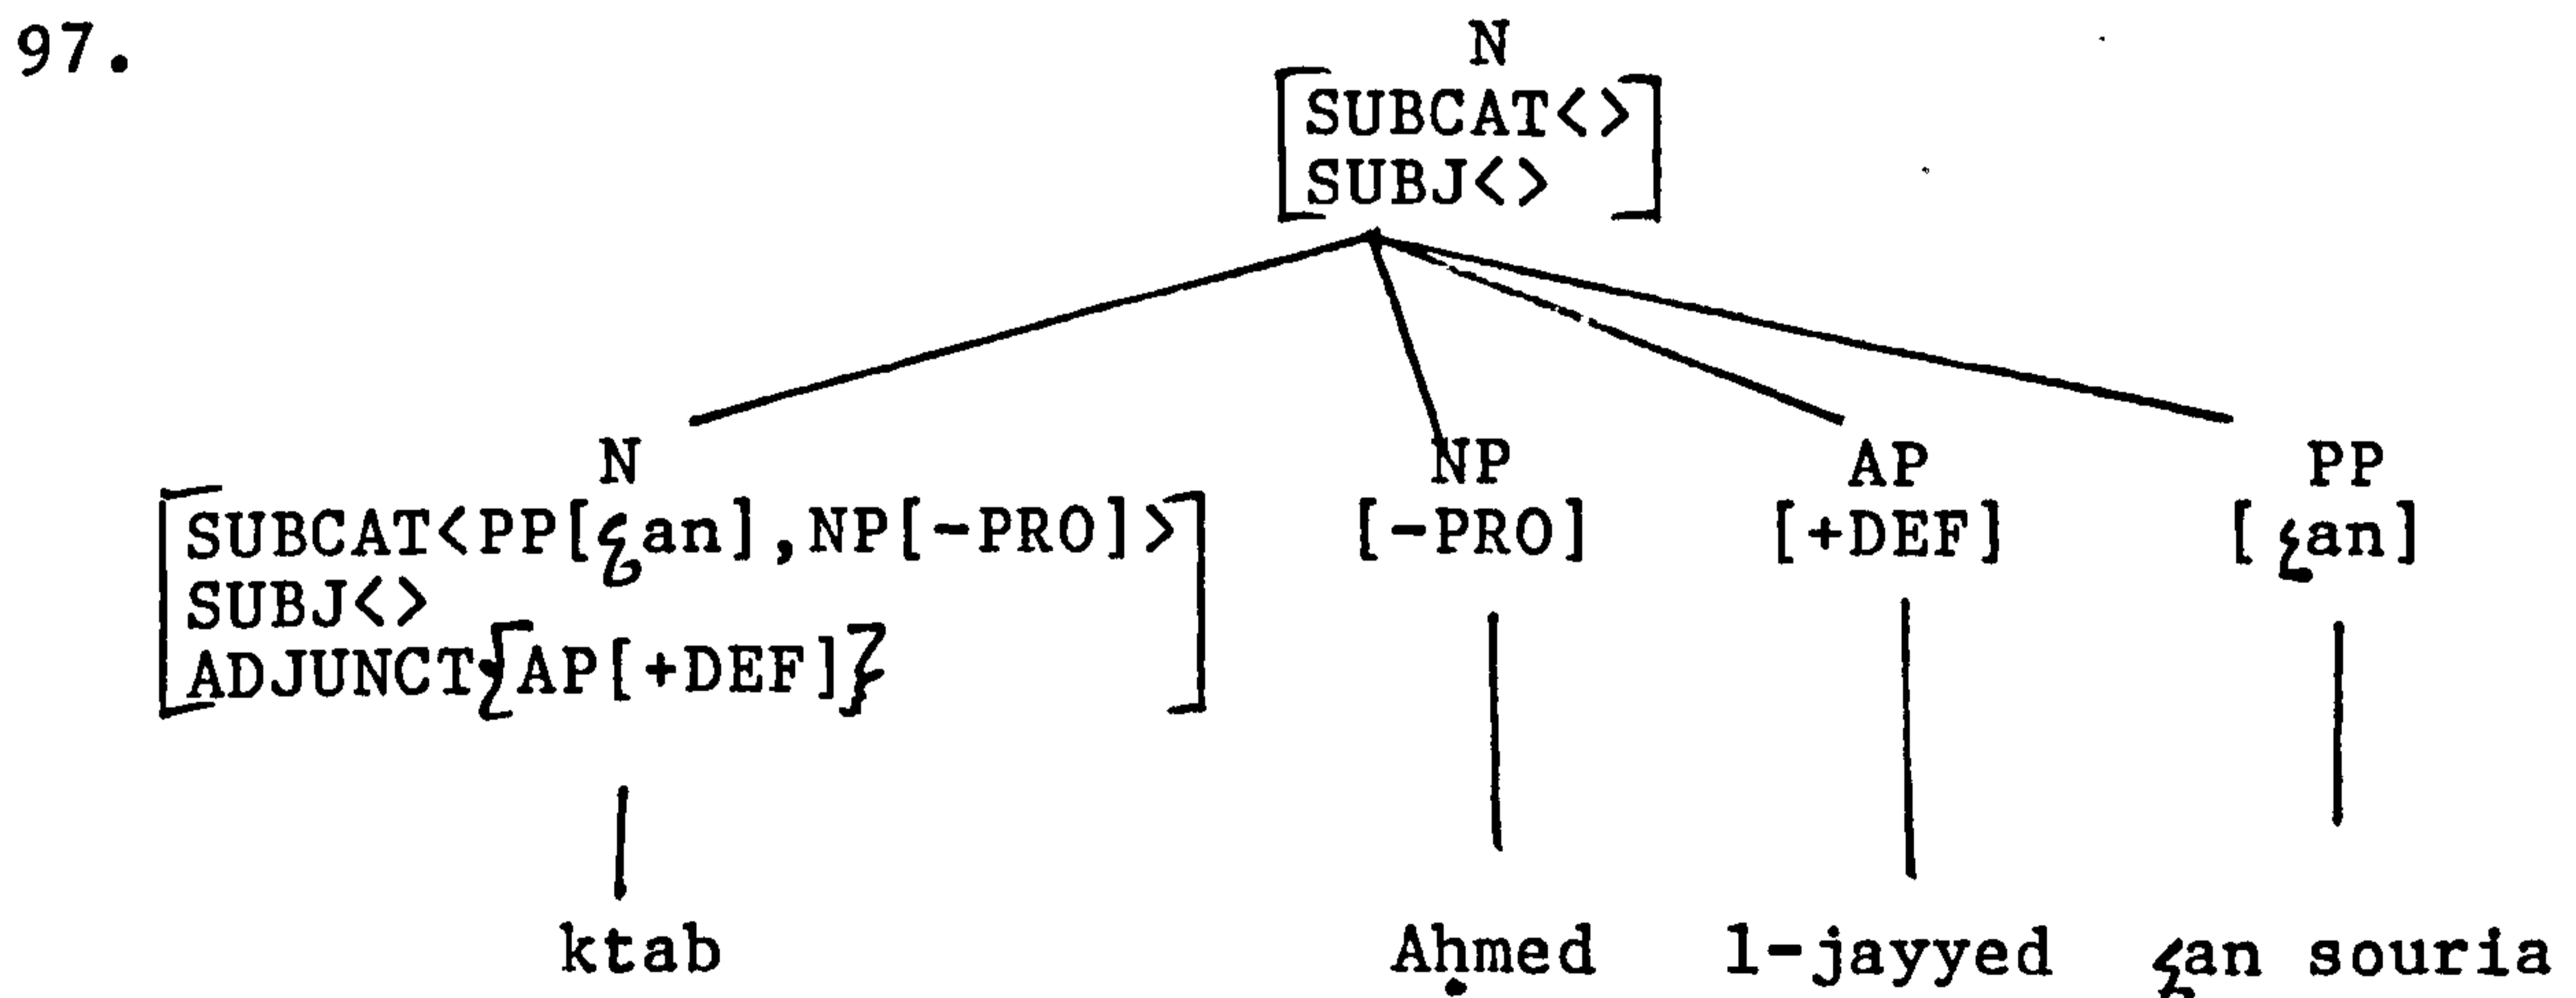 97.
N
[SUBCAT<>
SUBJ<>]
N NP AP PP
[SUBCAT<PP[ʕan],NP[-PRO]> [-PRO] [+DEF] [ʕan]
SUBJ<>
ADJUNCT{AP[+DEF]}]
ktab Aḥmed l-jayyed ʕan souria